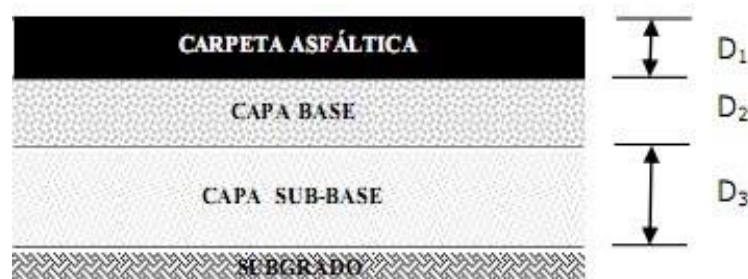 CARPETA ASFÁLTICA
D₁
CAPA BASE
D₂
CAPA SUB-BASE
D₃
SUBGRADO